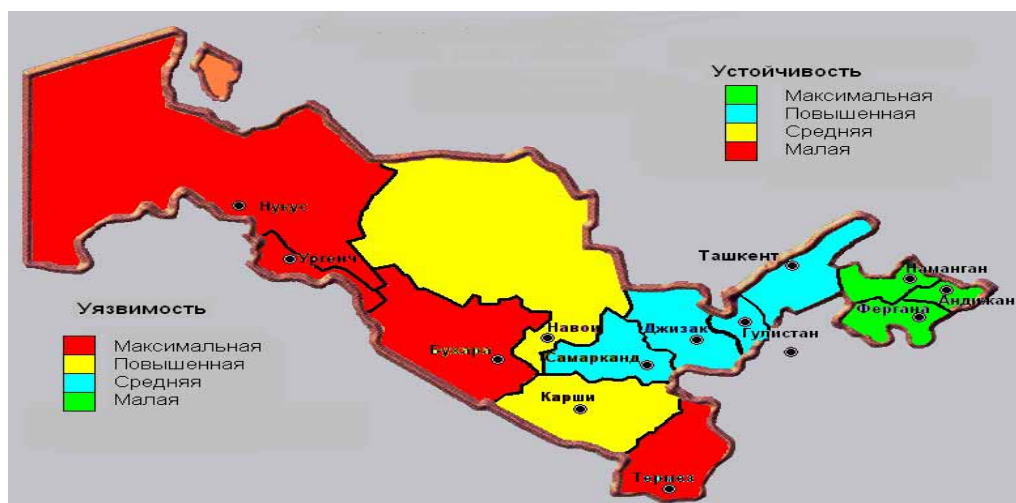 Устойчивость
Максимальная
Повышенная
Средняя
Малая
Нукус
Ургенч
Ташкент
Наманган
Андижан
Фергана
Уязвимость
Максимальная
Повышенная
Средняя
Малая
Навои
Джизак
Гулистан
Бухара
Самарканд
Карши
Термез